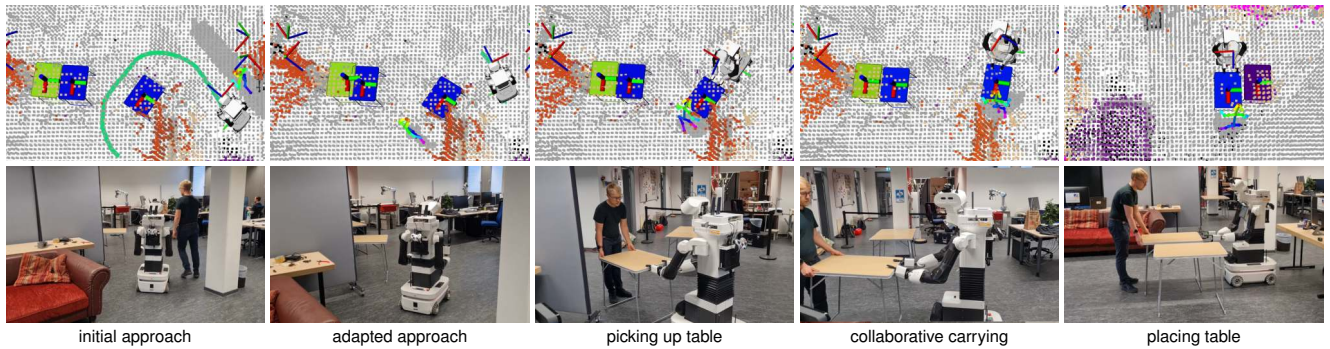 initial approach
adapted approach
picking up table
collaborative carrying
placing table